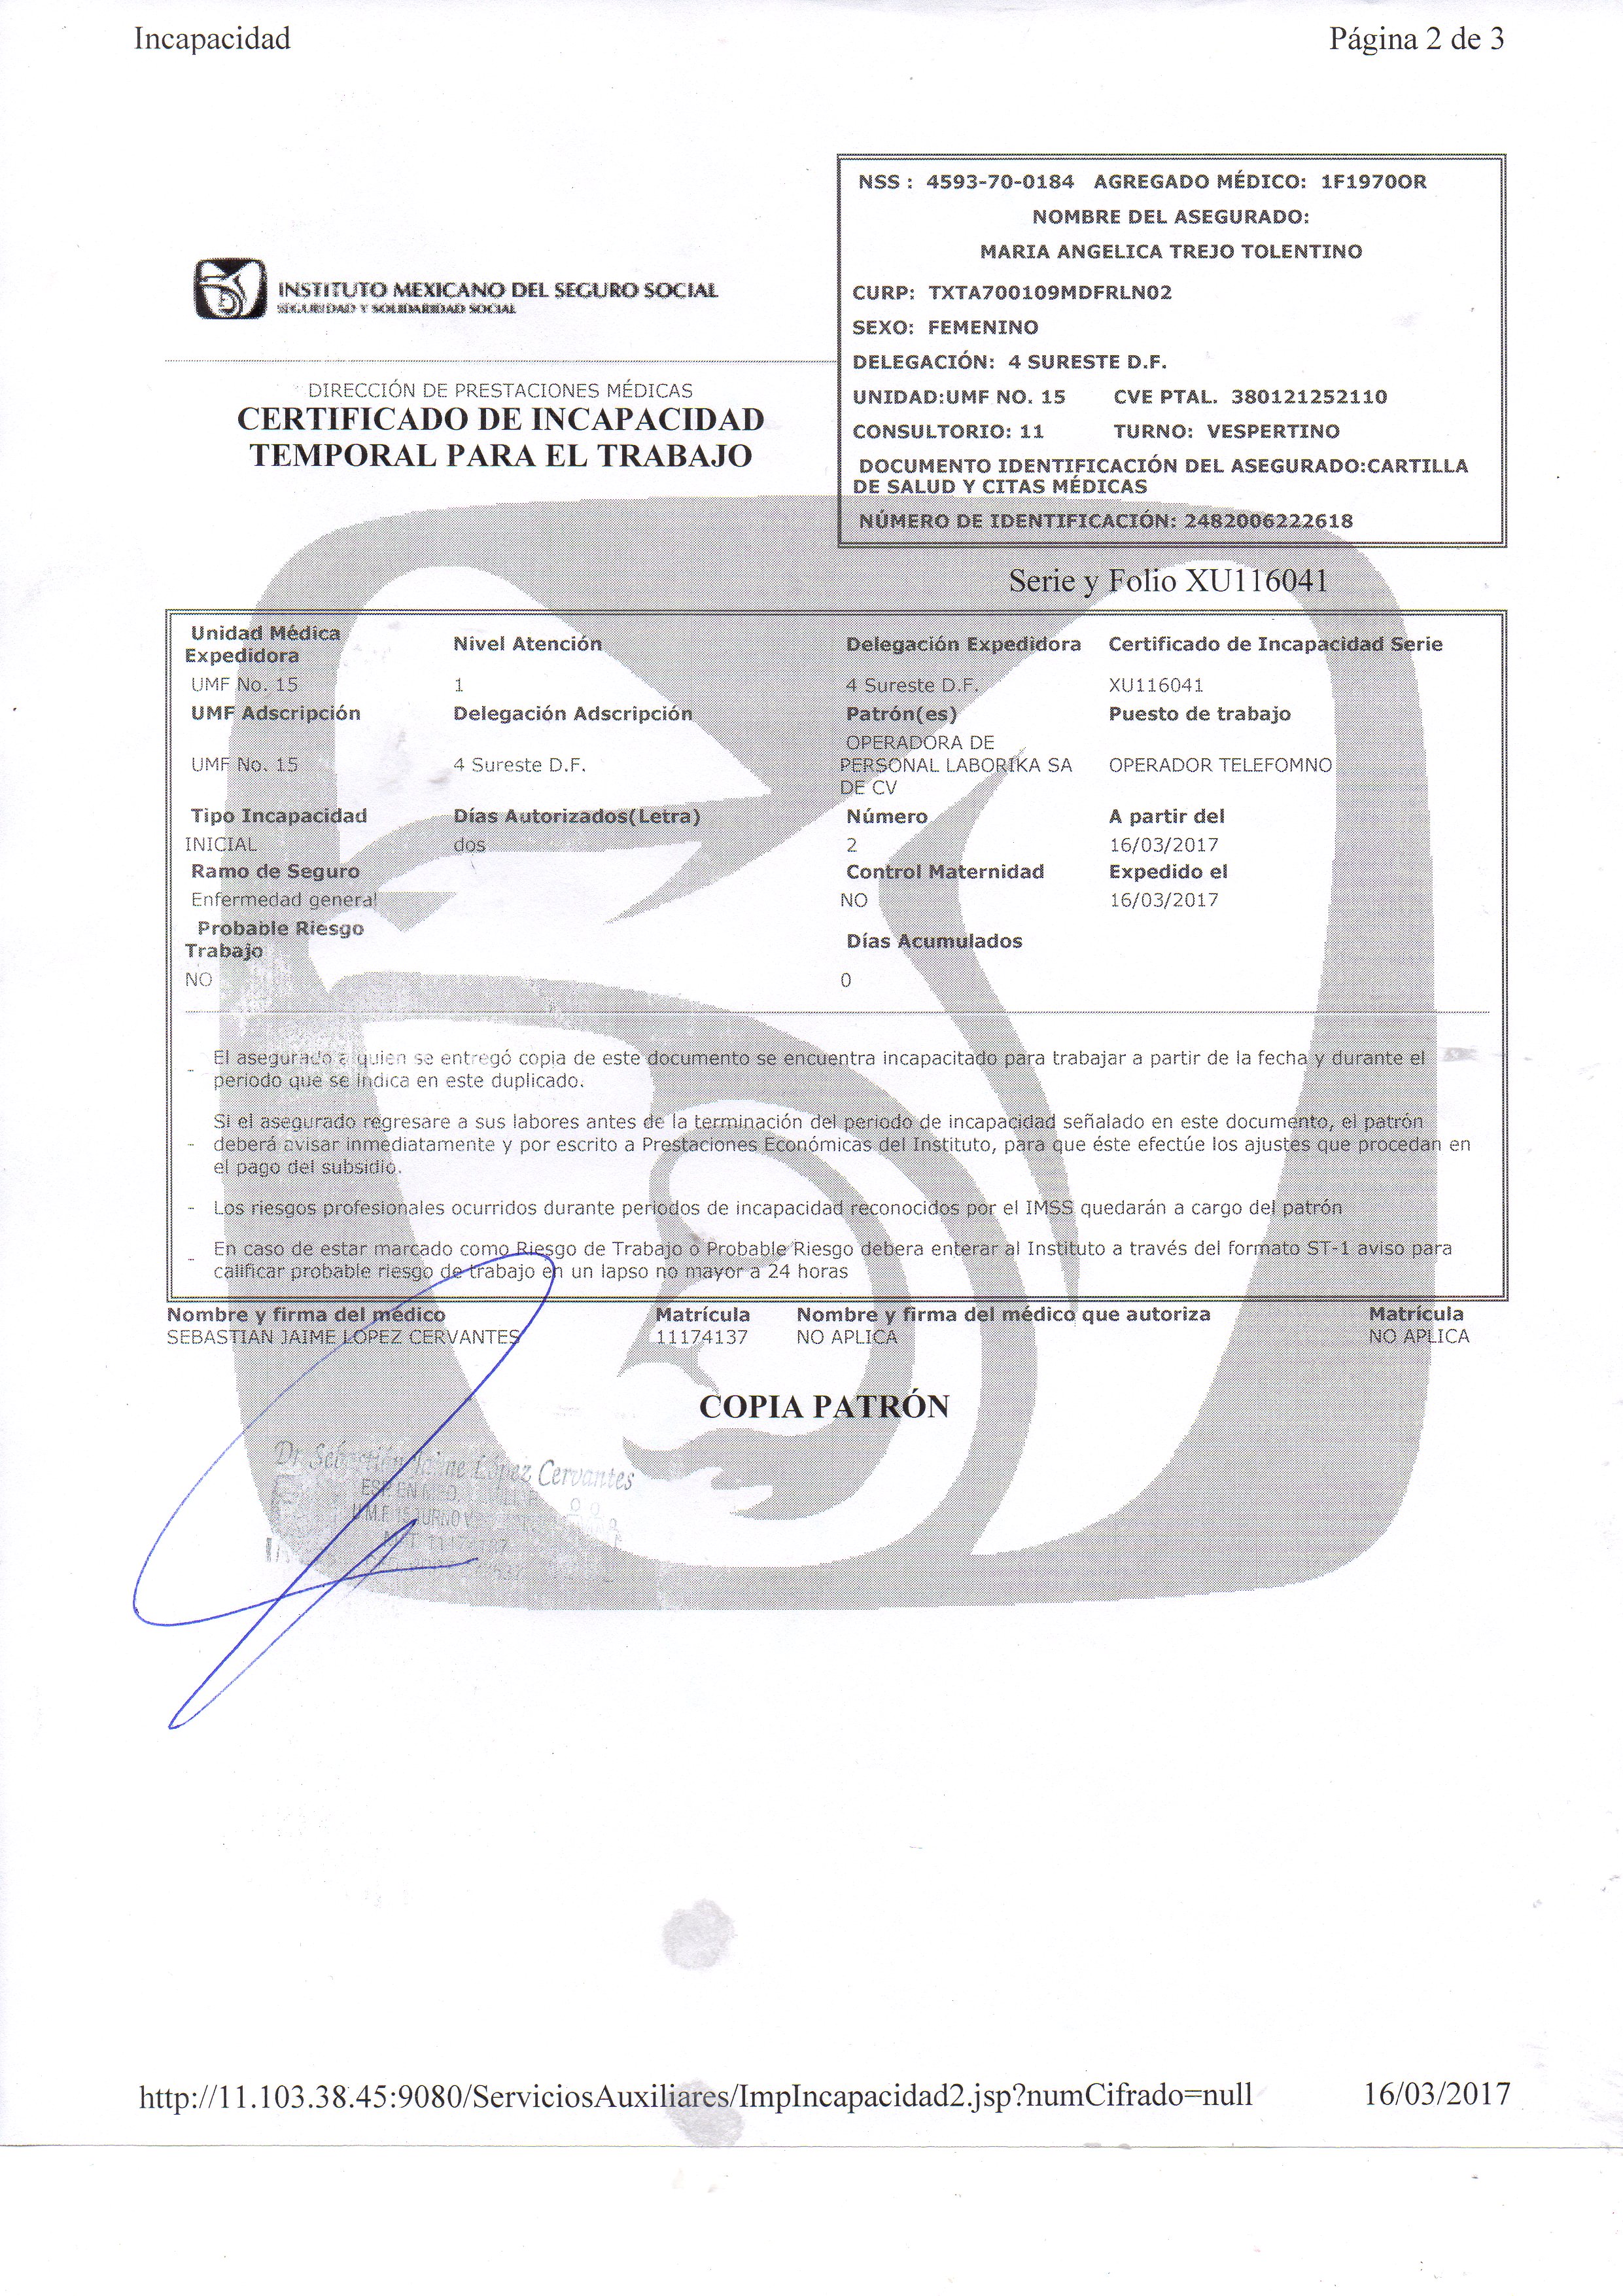 Incapacidad
Página 2 de 3
NSS : 4593-70-0184 AGREGADO MÉDICO: 1F1970OR
NOMBRE DEL ASEGURADO:
MARIA ANGELICA TREJO TOLENTINO
CURP: TXTA700109MDFRLN02
SEXO: FEMENINO
DELEGACIÓN: 4 SURESTE D.F.
UNIDAD:UMF NO. 15 CVE PTAL. 380121252110
CONSULTORIO: 11 TURNO: VESPERTINO
DOCUMENTO IDENTIFICACIÓN DEL ASEGURADO:CARTILLA
DE SALUD Y CITAS MÉDICAS
NÚMERO DE IDENTIFICACIÓN: 2482006222618
INSTITUTO MEXICANO DEL SEGURO SOCIAL
SEGURIDAD Y SOLIDARIDAD SOCIAL
DIRECCIÓN DE PRESTACIONES MÉDICAS
CERTIFICADO DE INCAPACIDAD
TEMPORAL PARA EL TRABAJO
Serie y Folio XU116041
Unidad Médica
Expedidora
Nivel Atención
Delegación Expedidora
Certificado de Incapacidad Serie
UMF No. 15
1
4 Sureste D.F.
XU116041
UMF Adscripción
Delegación Adscripción
Patrón(es)
Puesto de trabajo
UMF No. 15
4 Sureste D.F.
OPERADORA DE
PERSONAL LABORIKA SA
DE CV
OPERADOR TELEFOMNO
Tipo Incapacidad
Días Autorizados(Letra)
Número
A partir del
INICIAL
dos
2
16/03/2017
Ramo de Seguro
Control Maternidad
Expedido el
Enfermedad general
NO
16/03/2017
Probable Riesgo
Trabajo
Días Acumulados
NO
0
- El asegurado a quien se entregó copia de este documento se encuentra incapacitado para trabajar a partir de la fecha y durante el
periodo que se indica en este duplicado.
Si el asegurado regresare a sus labores antes de la terminación del periodo de incapacidad señalado en este documento, el patrón
- deberá avisar inmediatamente y por escrito a Prestaciones Económicas del Instituto, para que éste efectúe los ajustes que procedan en
el pago del subsidio.
- Los riesgos profesionales ocurridos durante periodos de incapacidad reconocidos por el IMSS quedarán a cargo del patrón
- En caso de estar marcado como Riesgo de Trabajo o Probable Riesgo debera enterar al Instituto a través del formato ST-1 aviso para
calificar probable riesgo de trabajo en un lapso no mayor a 24 horas
Nombre y firma del médico
Matrícula
Nombre y firma del médico que autoriza
Matrícula
SEBASTIAN JAIME LOPEZ CERVANTES
11174137
NO APLICA
NO APLICA
COPIA PATRÓN
Dr. Sebastián Jaime López Cervantes
ESP. EN MED.
U.M.F. 15 TURNO
http://11.103.38.45:9080/ServiciosAuxiliares/ImpIncapacidad2.jsp?numCifrado=null
16/03/2017